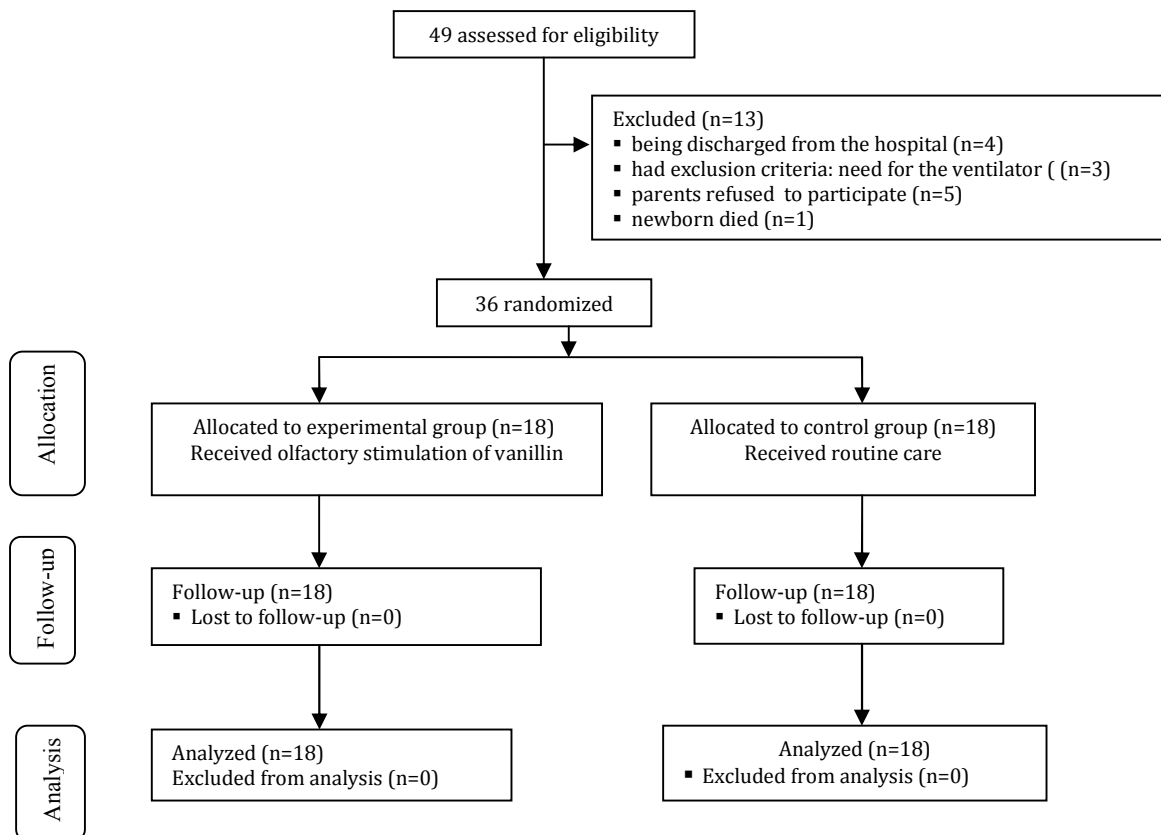 49 assessed for eligibility
Excluded (n=13)
▪ being discharged from the hospital (n=4)
▪ had exclusion criteria: need for the ventilator ( (n=3)
▪ parents refused to participate (n=5)
▪ newborn died (n=1)
36 randomized
Allocation
Allocated to experimental group (n=18)
Received olfactory stimulation of vanillin
Allocated to control group (n=18)
Received routine care
Follow-up
Follow-up (n=18)
▪ Lost to follow-up (n=0)
Follow-up (n=18)
▪ Lost to follow-up (n=0)
Analysis
Analyzed (n=18)
Excluded from analysis (n=0)
Analyzed (n=18)
▪ Excluded from analysis (n=0)